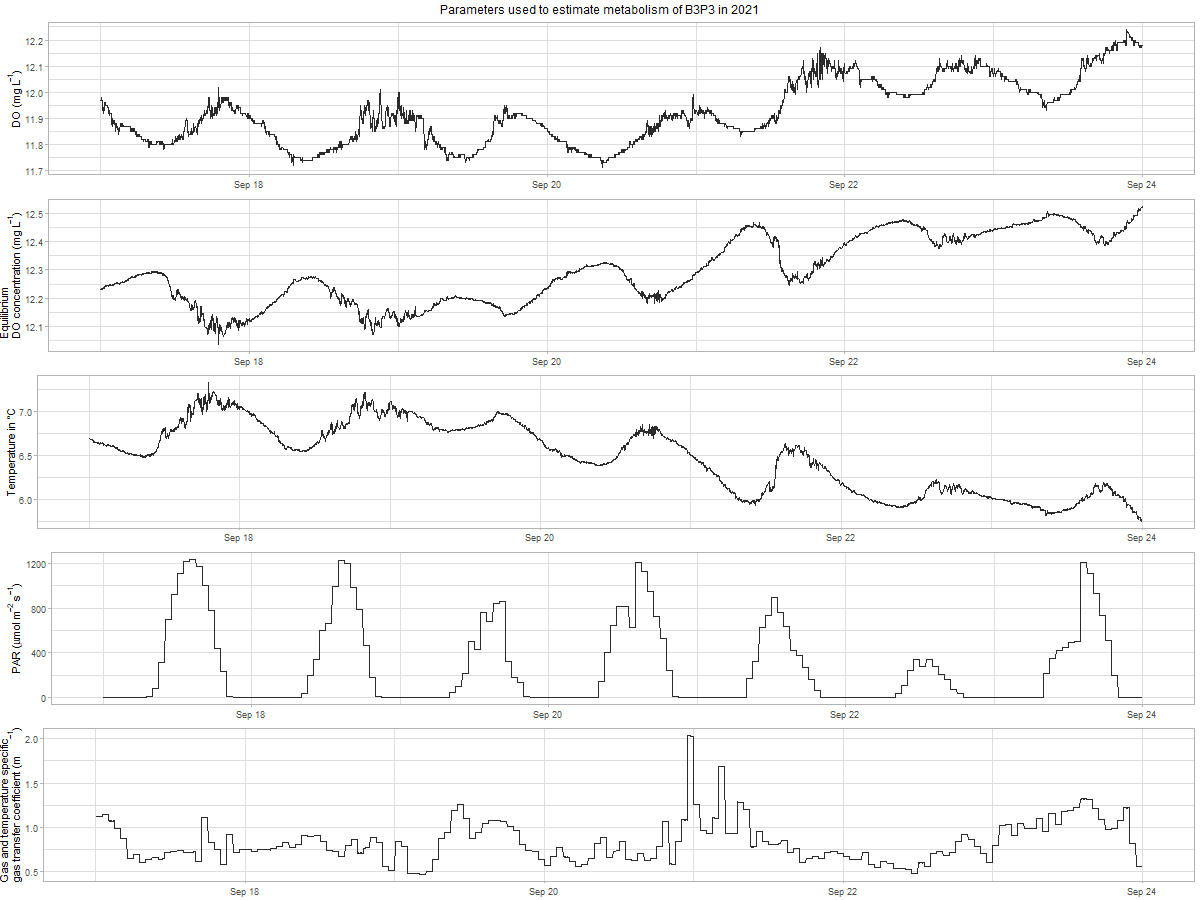 Parameters used to estimate metabolism of B3P3 in 2021
DO (mg L⁻¹)
12.2
12.1
12.0
11.9
11.8
11.7
Sep 18 Sep 20 Sep 22 Sep 24
Equilibrium
DO concentration (mg L⁻¹)
12.5
12.4
12.3
12.2
12.1
Sep 18 Sep 20 Sep 22 Sep 24
Temperature in °C
7.0
6.5
6.0
Sep 18 Sep 20 Sep 22 Sep 24
PAR (umol m⁻² s⁻¹)
1200
800
400
0
Sep 18 Sep 20 Sep 22 Sep 24
Gas and temperature specific
gas transfer coefficient (m ⁻¹)
2.0
1.5
1.0
0.5
Sep 18 Sep 20 Sep 22 Sep 24